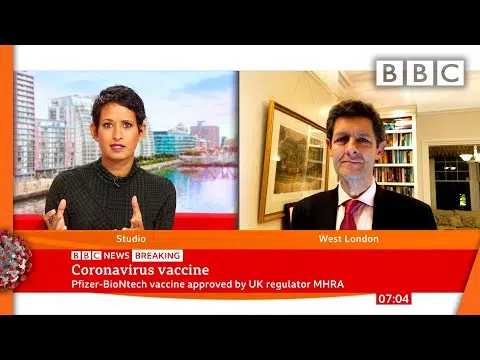 BBC
Studio
West London
BBC NEWS BREAKING
Coronavirus vaccine
Pfizer-BioNtech vaccine approved by UK regulator MHRA
07:04